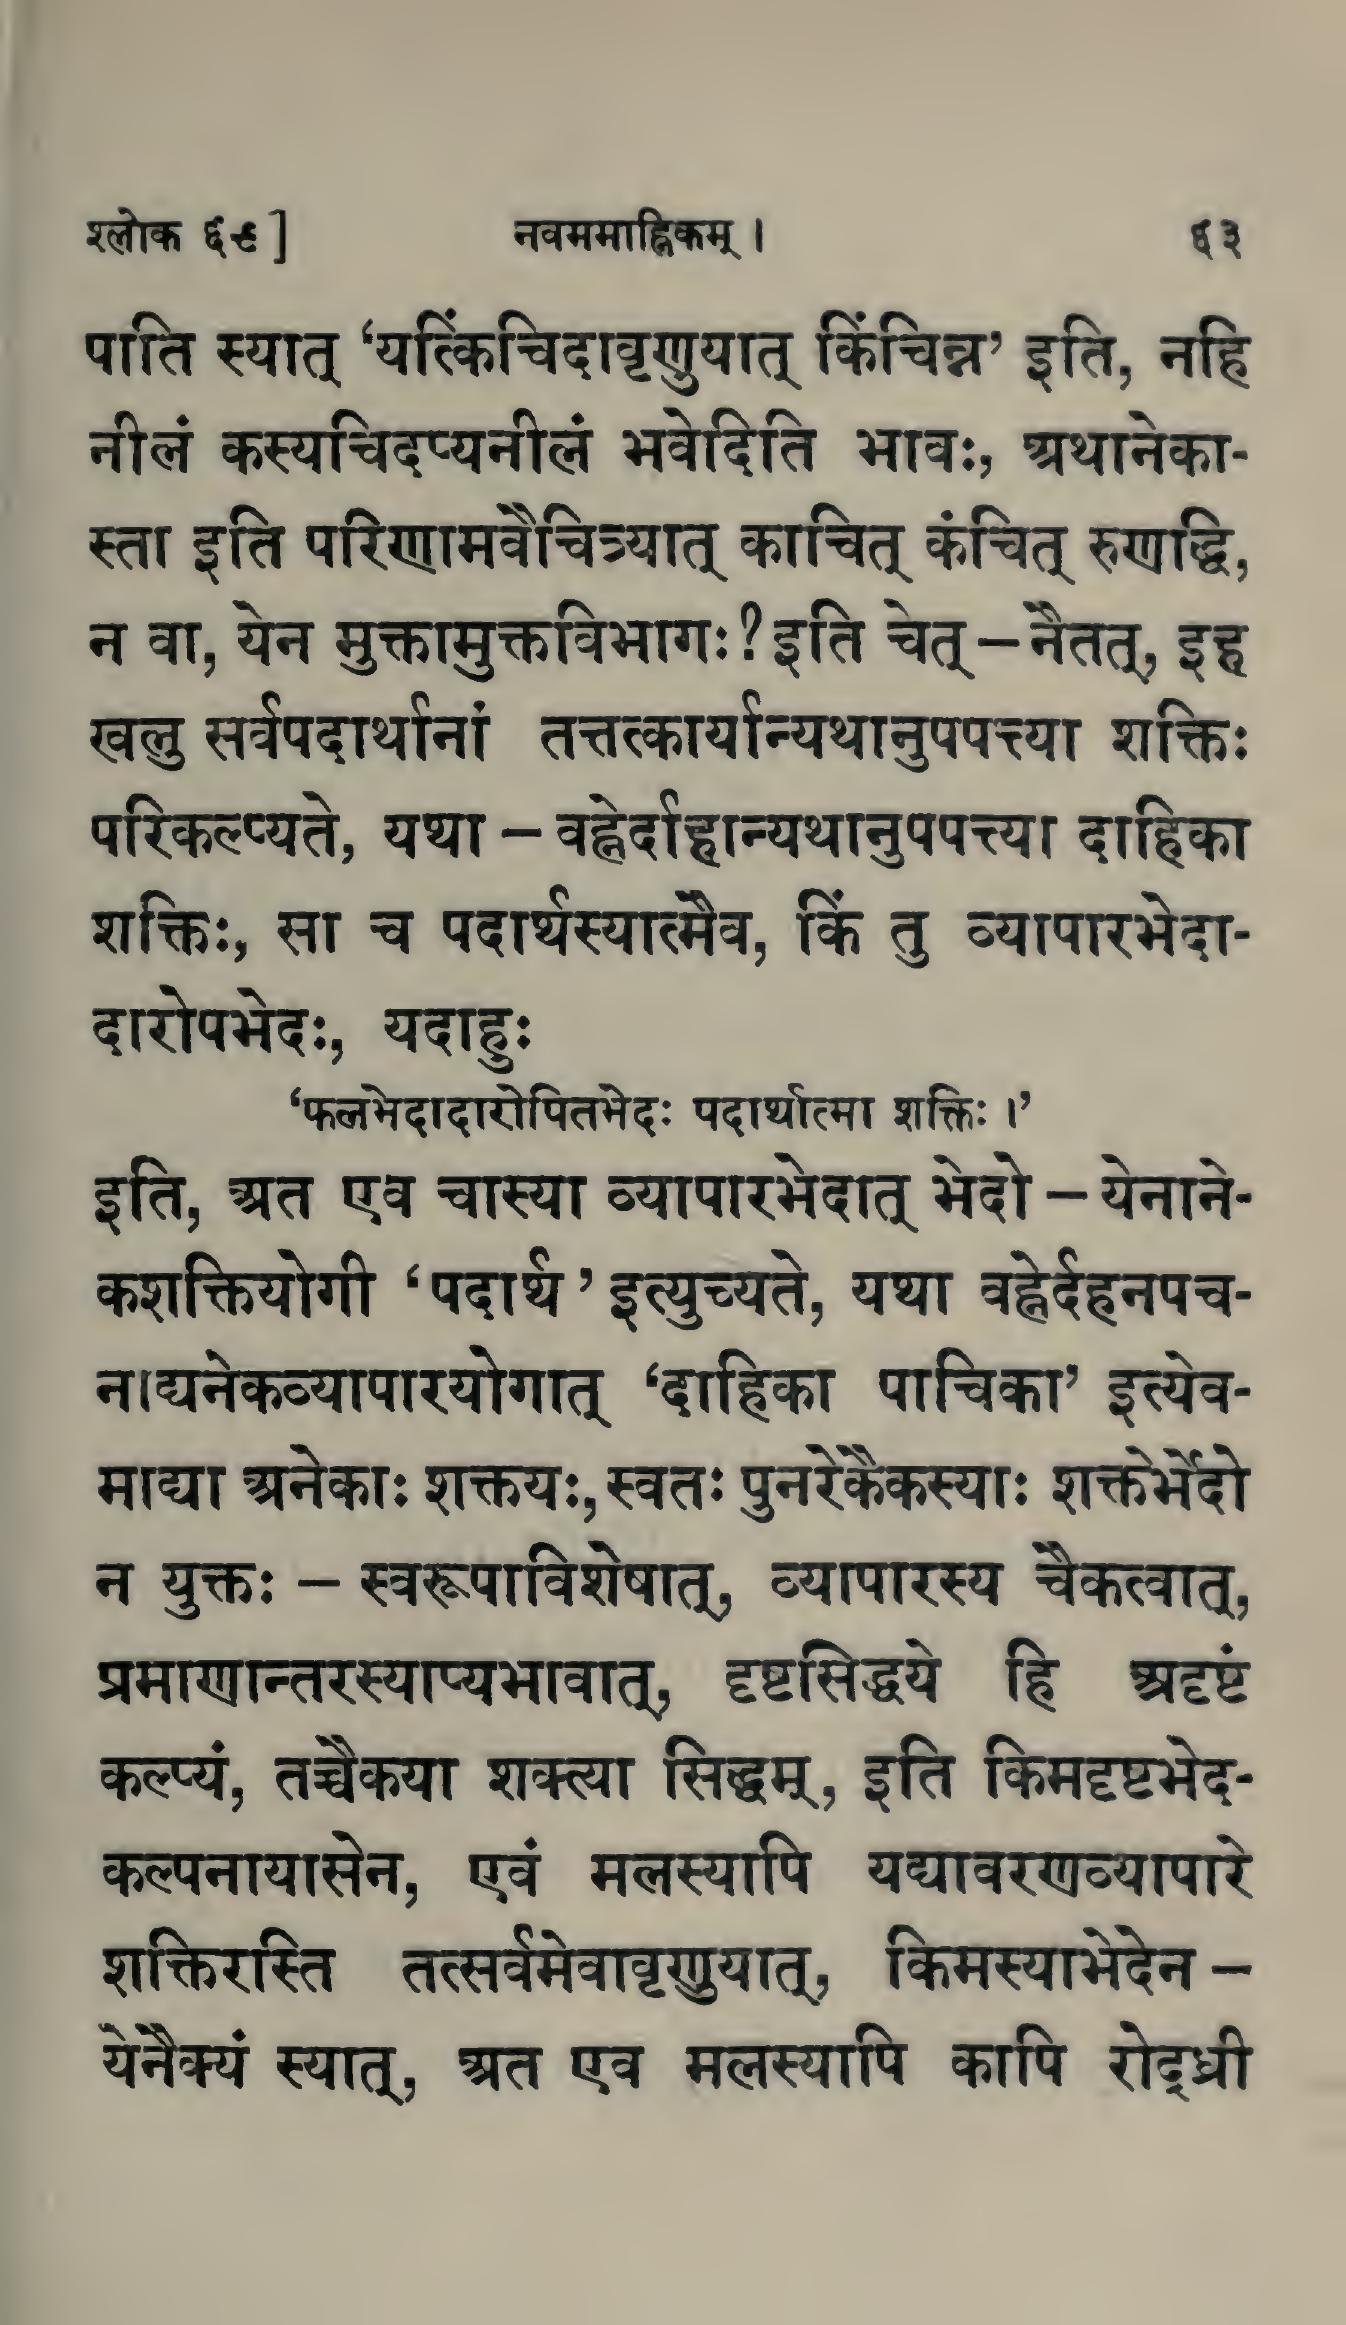 श्लोक ६९]
नवममाह्निकम् ।
६३
पाति स्यात् ‘यत्किंचिदावृणुयात् किंचिन्न’ इति, नहि
नीलं कस्यचिदप्यनीलं भवेदिति भावः, अथानेका-
स्ता इति परिणामवैचित्र्यात् काचित् कंचित् रुणद्धि,
न वा, येन मुक्तामुक्तविभागः? इति चेत् – नैतत्, इह
खलु सर्वपदार्थानां तत्तत्कार्यान्यथानुपपत्त्या शक्तिः
परिकल्प्यते, यथा – वह्नेर्दाहान्यथानुपपत्त्या दाहिका
शक्तिः, सा च पदार्थस्यात्मैव, किं तु व्यापारभेदा-
दारोपभेदः, यदाहुः
‘फलभेदादारोपितभेदः पदार्थात्मा शक्तिः ।’
इति, अत एव चास्या व्यापारभेदात् भेदो – येनाने-
कशक्तियोगी ‘पदार्थ’ इत्युच्यते, यथा वह्नेर्दहनपच-
नाद्यनेकव्यापारयोगात् ‘दाहिका पाचिका’ इत्येव-
माद्या अनेकाः शक्तयः, स्वतः पुनरेकैकस्याः शक्तेर्भेदो
न युक्तः – स्वरूपाविशेषात्, व्यापारस्य चैकत्वात्,
प्रमाणान्तरस्याप्यभावात्, दृष्टसिद्धये हि अदृष्टं
कल्प्यं, तच्चैकया शक्त्या सिद्धम्, इति किमदृष्टभेद-
कल्पनायासेन, एवं मलस्यापि यद्यावरणव्यापारे
शक्तिरस्ति तत्सर्वमेवावृणुयात्, किमस्याभेदेन –
येनैक्यं स्यात्, अत एव मलस्यापि कापि रोद्ध्री